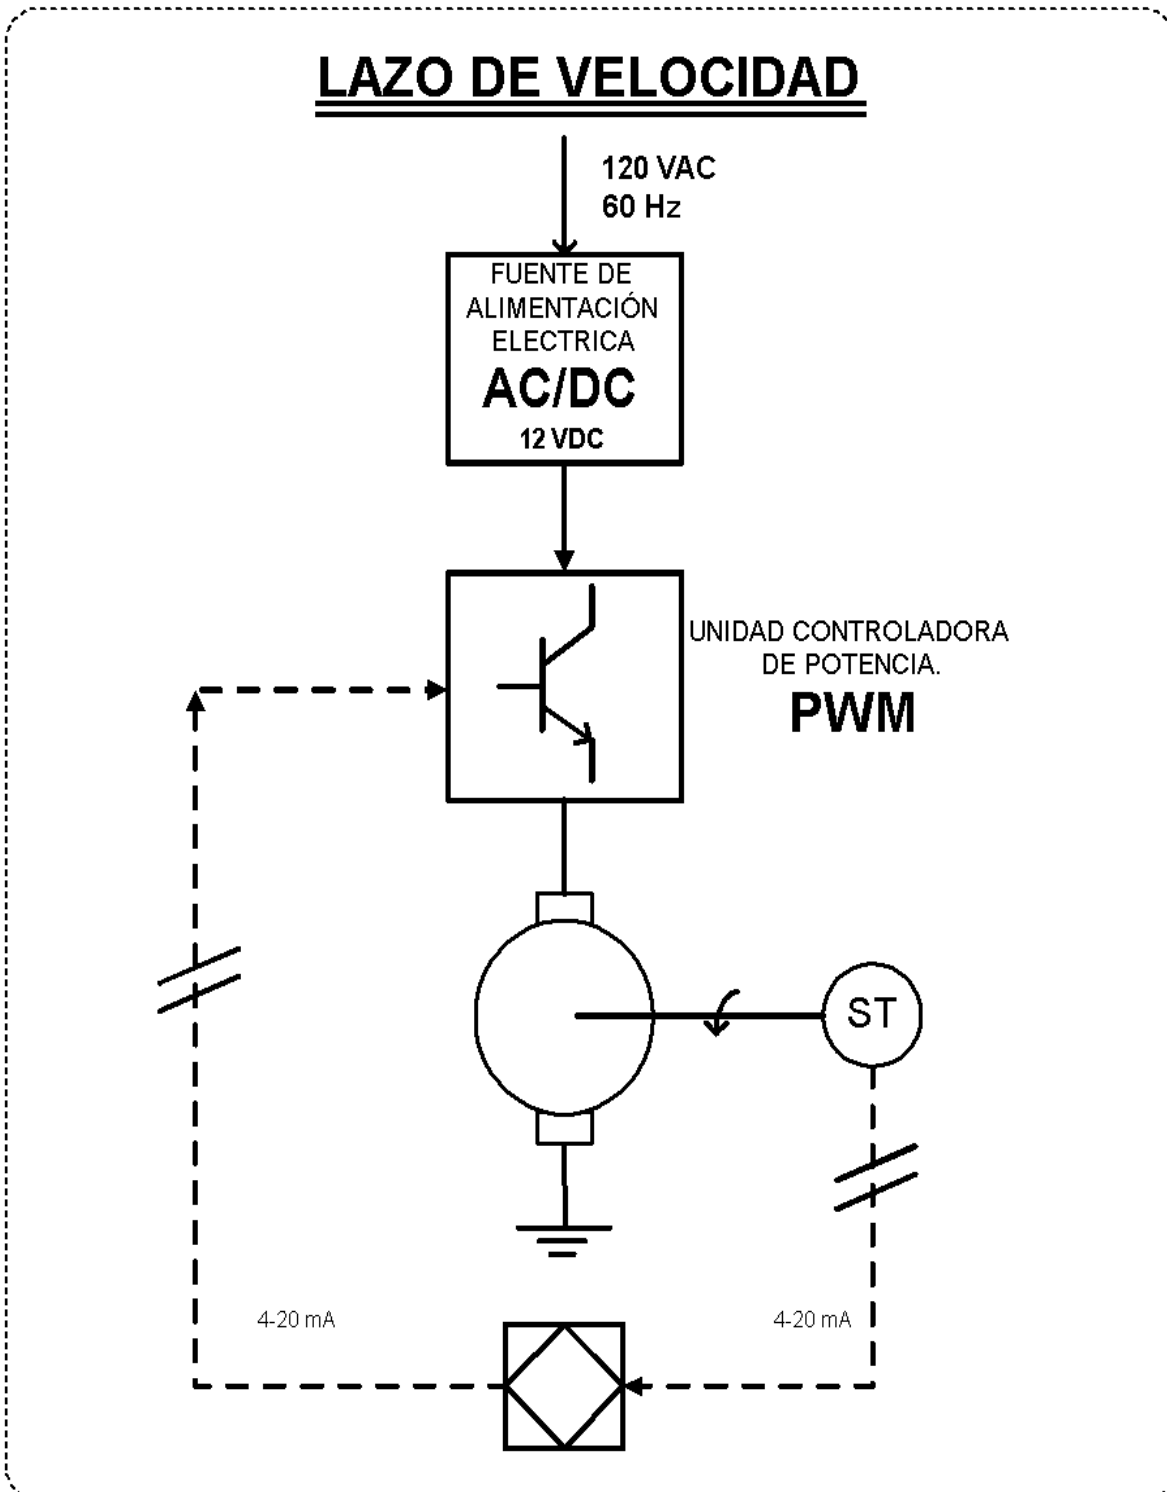 LAZO DE VELOCIDAD
120 VAC
60 Hz
FUENTE DE
ALIMENTACIÓN
ELECTRICA
AC/DC
12 VDC
UNIDAD CONTROLADORA
DE POTENCIA.
PWM
ST
4-20 mA
4-20 mA